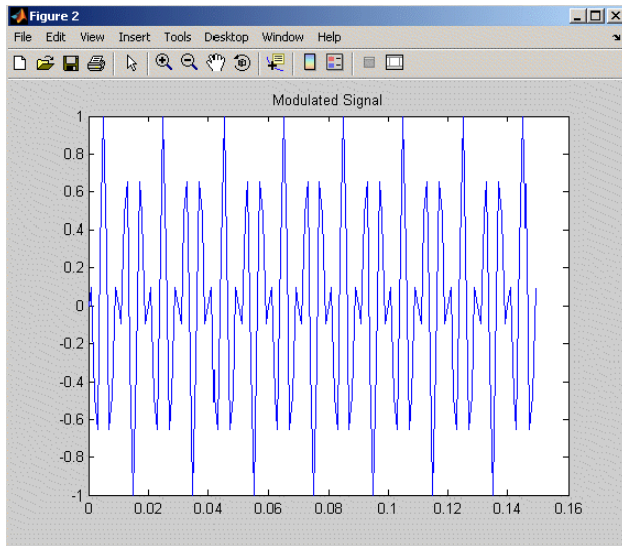 Figure 2
File Edit View Insert Tools Desktop Window Help
Modulated Signal
1
0.8
0.6
0.4
0.2
0
-0.2
-0.4
-0.6
-0.8
-1
0 0.02 0.04 0.06 0.08 0.1 0.12 0.14 0.16